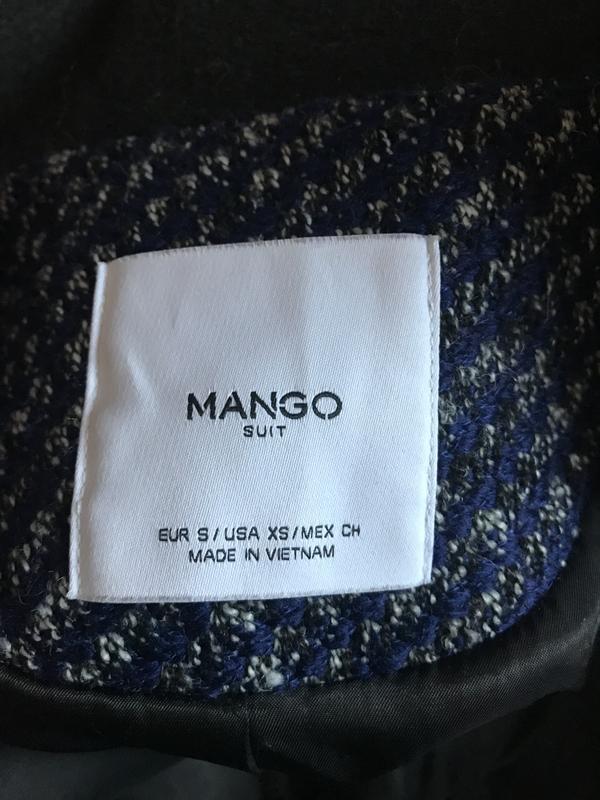 MANGO
SUIT
EUR S / USA XS / MEX CH
MADE IN VIETNAM